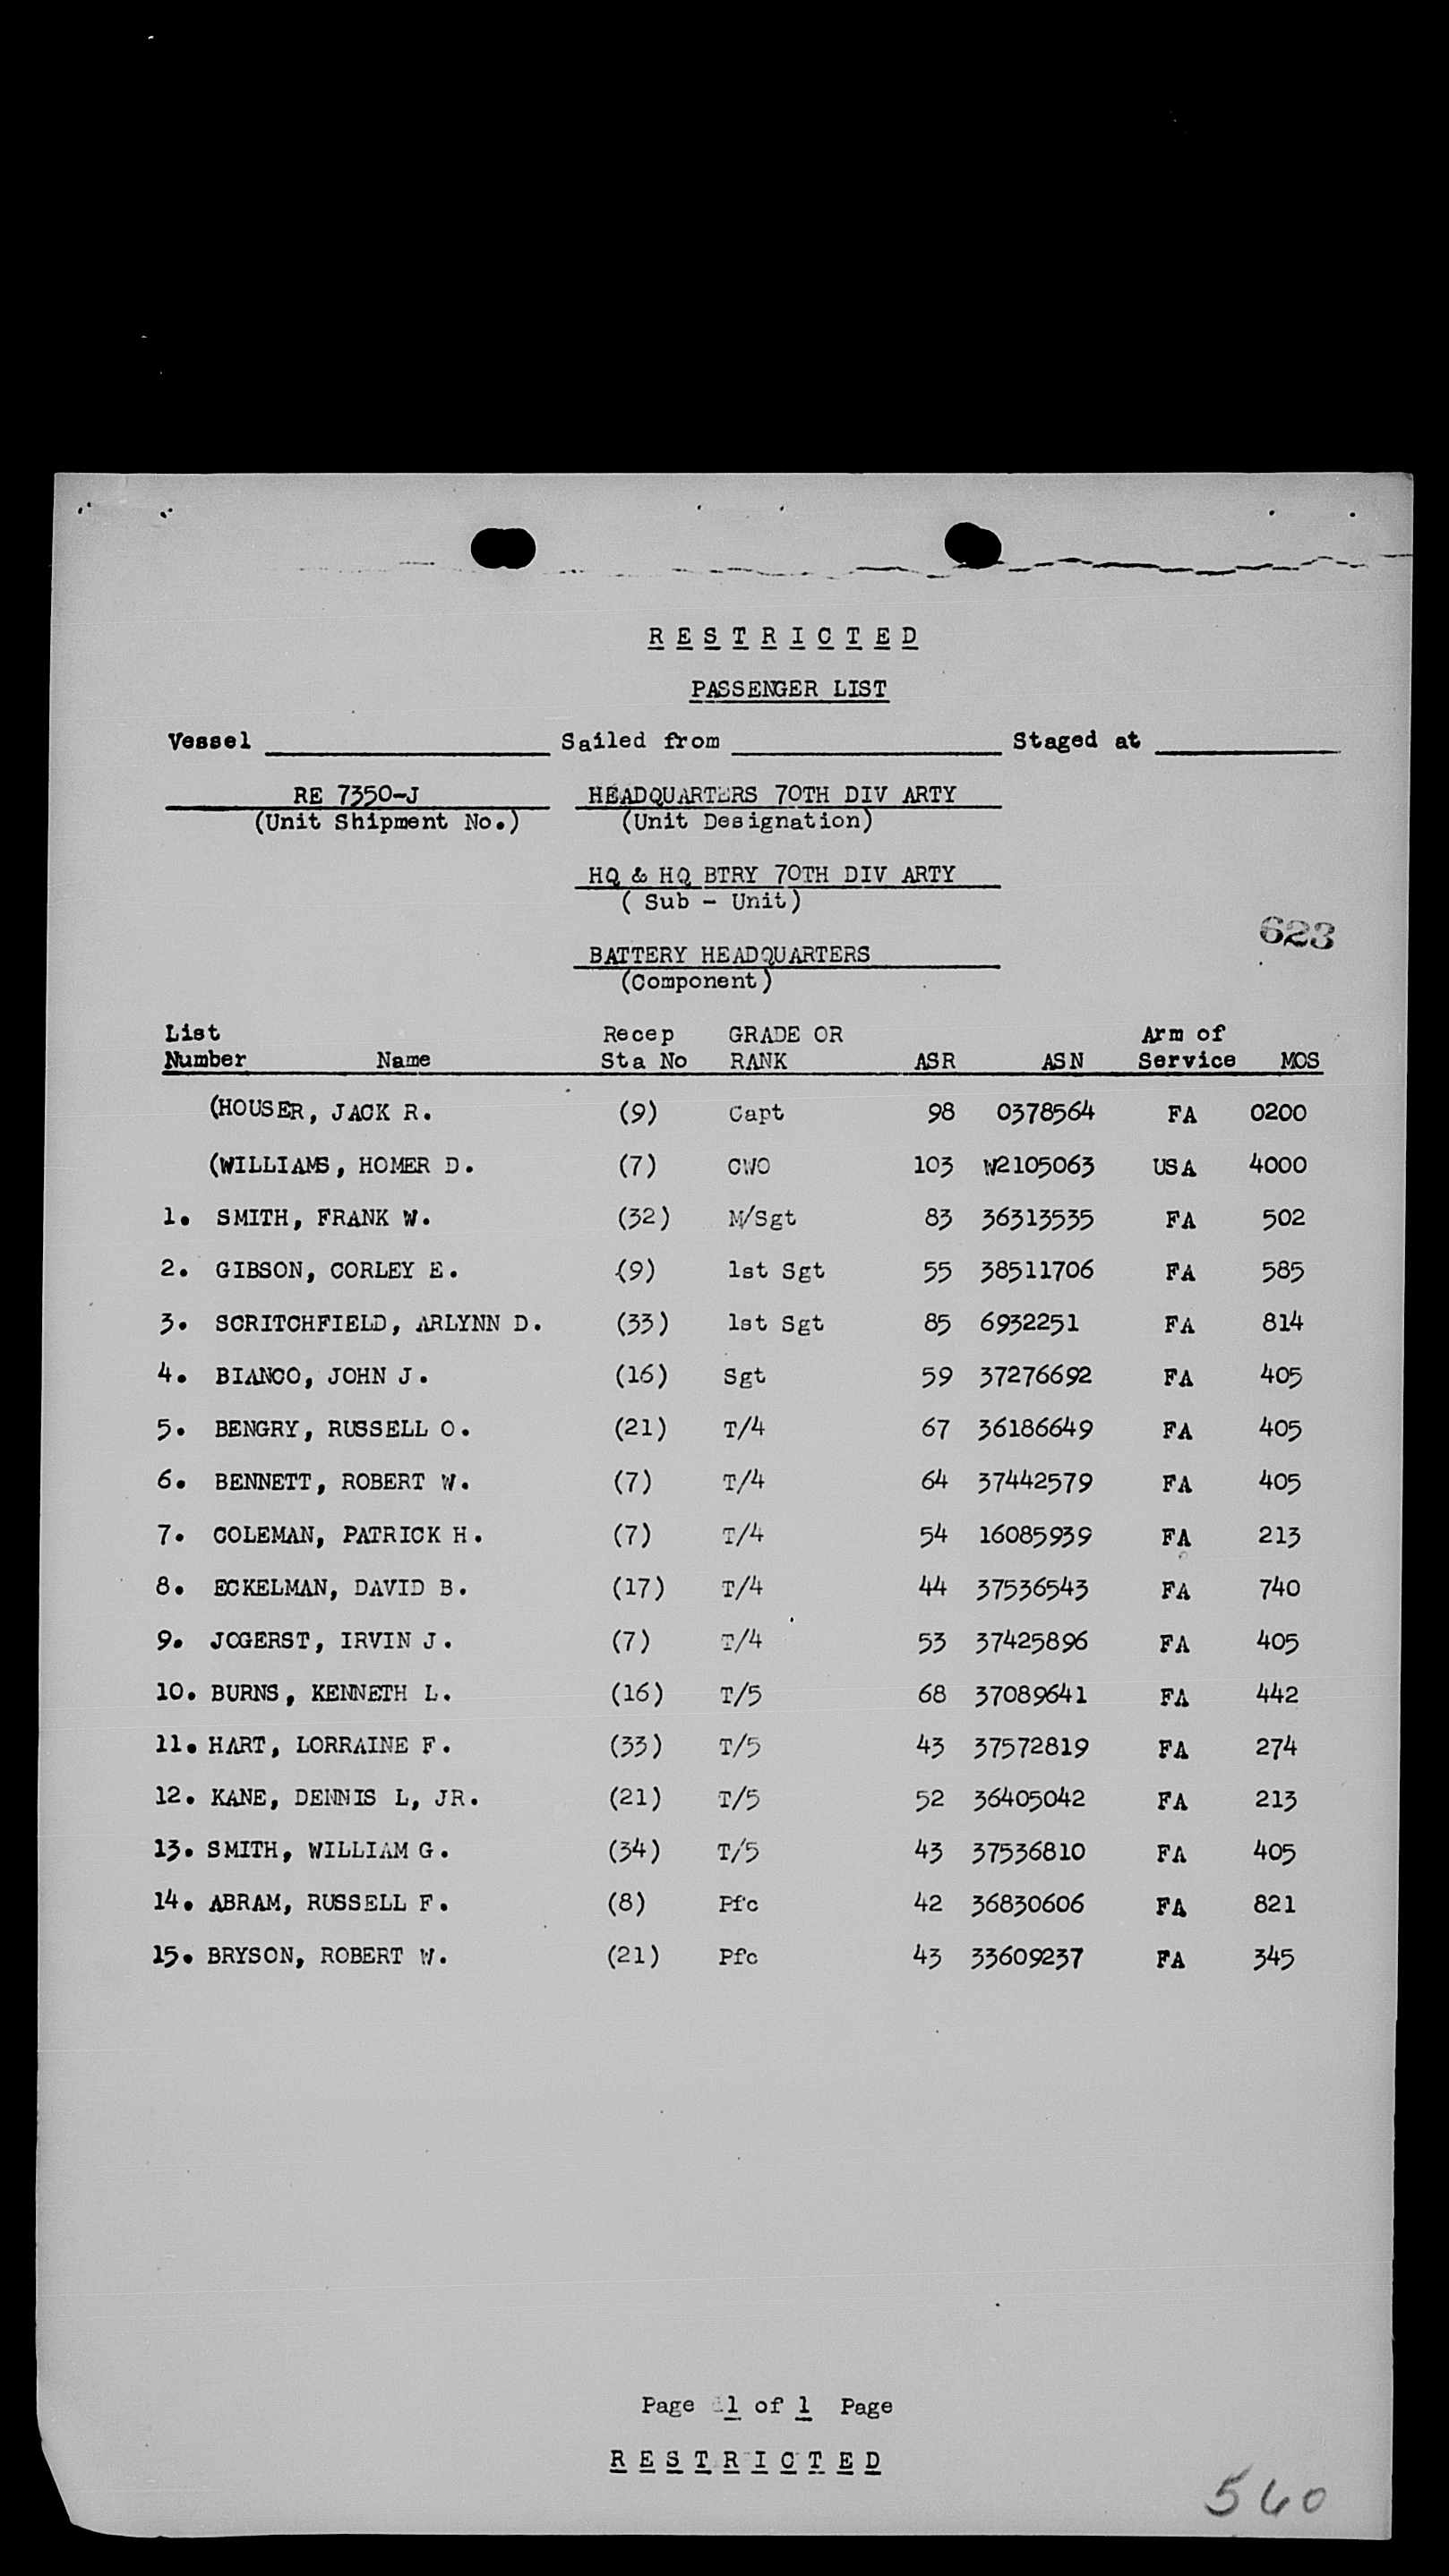 RESTRICTED
PASSENGER LIST
Vessel Sailed from Staged at
RE 7350-J HEADQUARTERS 70TH DIV ARTY
(Unit Shipment No.) (Unit Designation)
HQ & HQ BTRY 70TH DIV ARTY
( Sub - Unit)
623
BATTERY HEADQUARTERS
(Component)
List Recep GRADE OR Arm of
Number Name Sta No RANK ASR ASN Service MOS
(HOUSER, JACK R. (9) Capt 98 0378564 FA 0200
(WILLIAMS, HOMER D. (7) CWO 103 W2105063 USA 4000
1. SMITH, FRANK W. (32) M/Sgt 83 36313535 FA 502
2. GIBSON, CORLEY E. (9) 1st Sgt 55 38511706 FA 585
3. SCRITCHFIELD, ARLYNN D. (33) 1st Sgt 85 6932251 FA 814
4. BIANCO, JOHN J. (16) Sgt 59 37276692 FA 405
5. BENGRY, RUSSELL O. (21) T/4 67 36186649 FA 405
6. BENNETT, ROBERT W. (7) T/4 64 37442579 FA 405
7. COLEMAN, PATRICK H. (7) T/4 54 16085939 FA 213
8. ECKELMAN, DAVID B. (17) T/4 44 37536543 FA 740
9. JOGERST, IRVIN J. (7) T/4 53 37425896 FA 405
10. BURNS, KENNETH L. (16) T/5 68 37089641 FA 442
11. HART, LORRAINE F. (33) T/5 43 37572819 FA 274
12. KANE, DENNIS L, JR. (21) T/5 52 36405042 FA 213
13. SMITH, WILLIAM G. (34) T/5 43 37536810 FA 405
14. ABRAM, RUSSELL F. (8) Pfc 42 36830606 FA 821
15. BRYSON, ROBERT W. (21) Pfc 43 33609237 FA 345
Page 1 of 1 Page
RESTRICTED
560